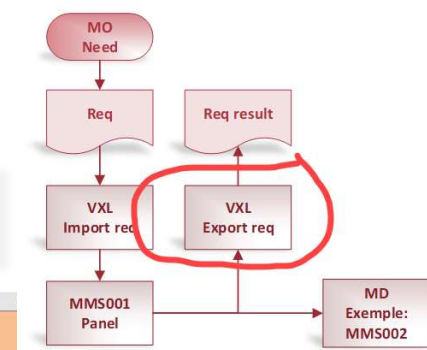 MO
Need
Req
Req result
VXL
Import req
VXL
Export req
MMS001
Panel
MD
Exemple:
MMS002